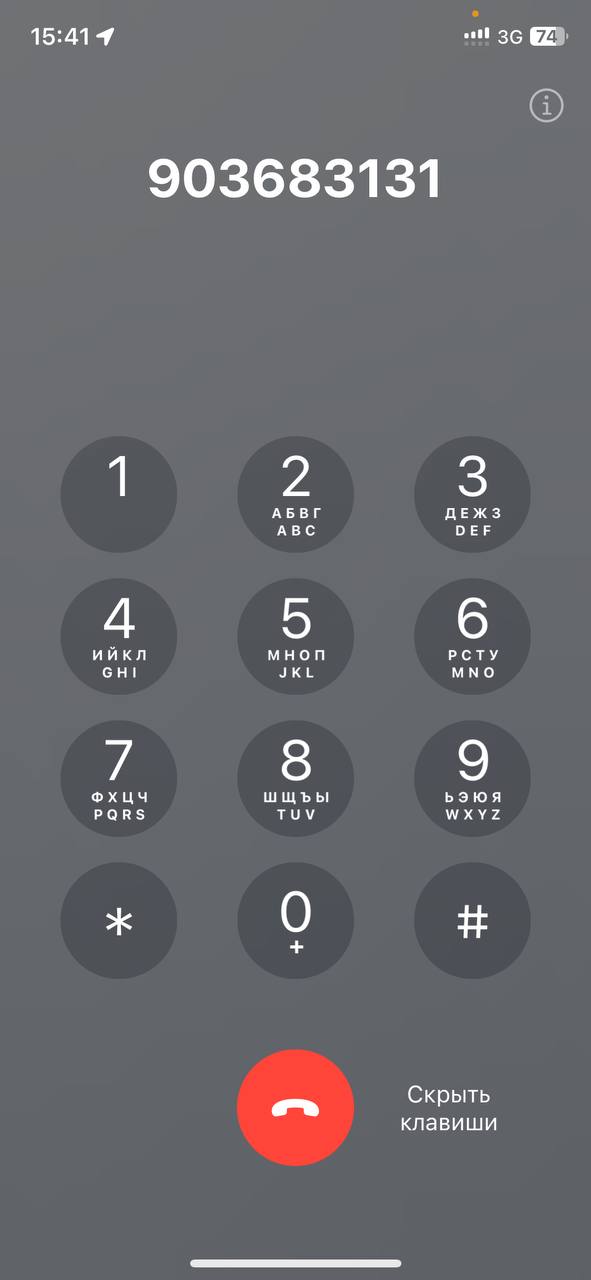 15:41 3G 74
903683131
1 2 3
АБВГ ДЕЖЗ
ABC DEF
4 5 6
ИЙКЛ МНОП РСТУ
GHI JKL MNO
7 8 9
ФХЦЧ ШЩЪЫ ЬЭЮЯ
PQRS TUV WXYZ
* 0 #
+
Скрыть
клавиши